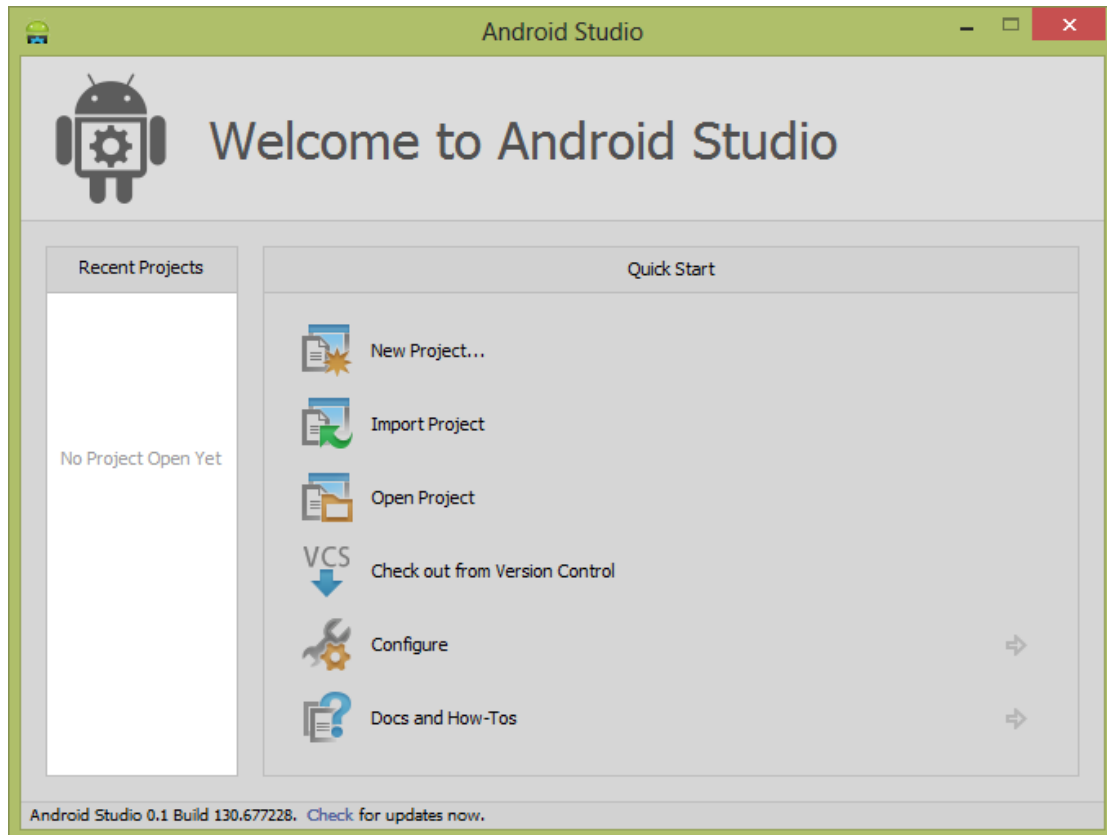 Android Studio
Welcome to Android Studio
Recent Projects
No Project Open Yet
Quick Start
New Project...
Import Project
Open Project
VCS
Check out from Version Control
Configure
Docs and How-Tos
Android Studio 0.1 Build 130.677228. Check for updates now.